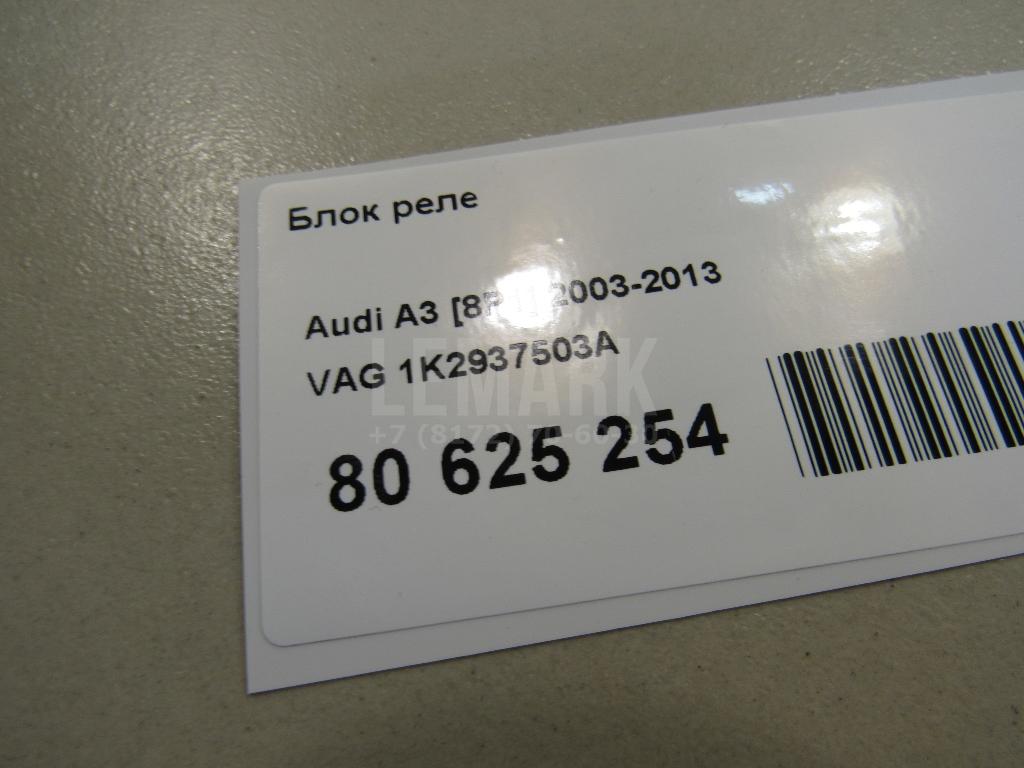 Блок реле
Audi A3 2003-2013
VAG 1K2937503A
LEMARK
80 625 254